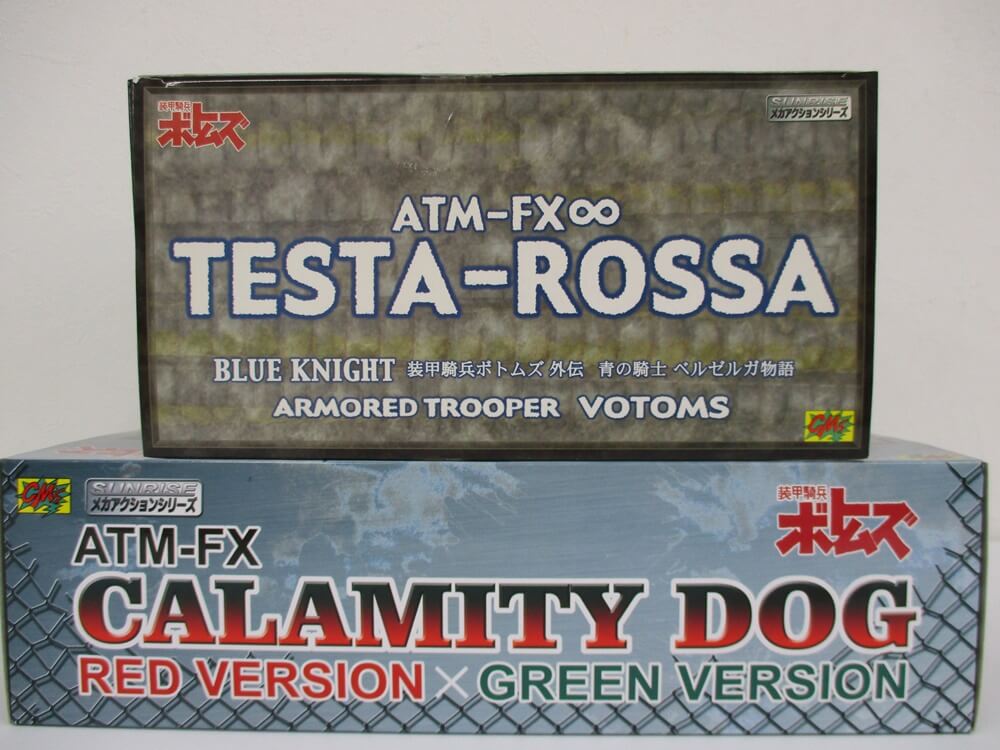 装甲騎兵
ボトムズ
SUNRISE
メカアクションシリーズ
ATM-FX∞
TESTA-ROSSA
BLUE KNIGHT 装甲騎兵ボトムズ 外伝 青の騎士 ベルゼルガ物語
ARMORED TROOPER VOTOMS
CM's
CM's
SUNRISE
メカアクションシリーズ
装甲騎兵
ボトムズ
ATM-FX
CALAMITY DOG
RED VERSION × GREEN VERSION